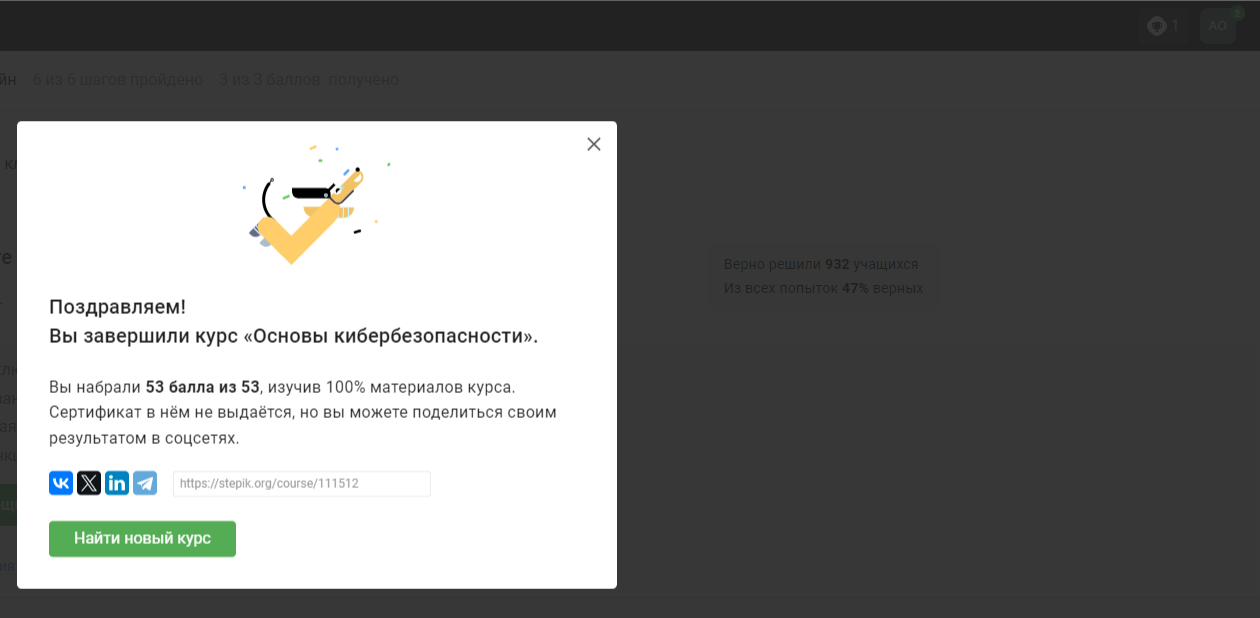 1
AO
2
йн 6 из 6 шагов пройдено 3 из 3 баллов получено
Верно решили 932 учащихся
Из всех попыток 47% верных
Поздравляем!
Вы завершили курс «Основы кибербезопасности».
Вы набрали 53 балла из 53, изучив 100% материалов курса.
Сертификат в нём не выдаётся, но вы можете поделиться своим
результатом в соцсетях.
https://stepik.org/course/111512
Найти новый курс